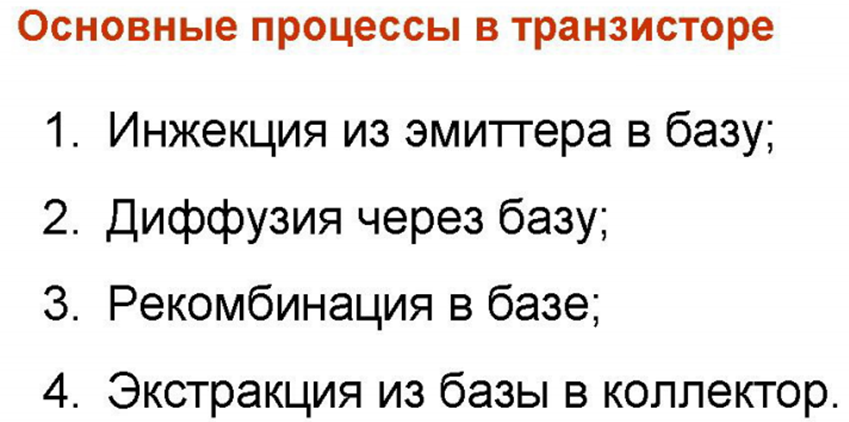 Основные процессы в транзисторе
1. Инжекция из эмиттера в базу;
2. Диффузия через базу;
3. Рекомбинация в базе;
4. Экстракция из базы в коллектор.